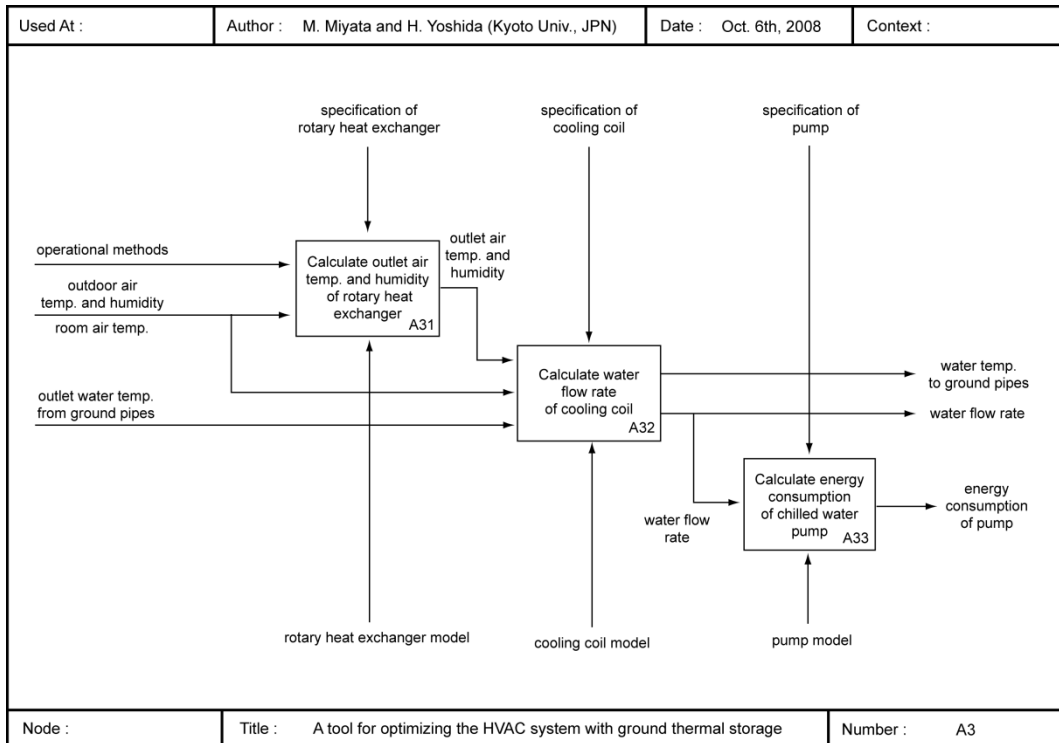 Used At :
Author : M. Miyata and H. Yoshida (Kyoto Univ., JPN)
Date : Oct. 6th, 2008
Context :
specification of
rotary heat exchanger
specification of
cooling coil
specification of
pump
operational methods
outdoor air
temp. and humidity
room air temp.
outlet water temp.
from ground pipes
Calculate outlet air
temp. and humidity
of rotary heat
exchanger
A31
outlet air
temp. and
humidity
Calculate water
flow rate
of cooling coil
A32
water temp.
to ground pipes
water flow rate
water flow
rate
Calculate energy
consumption
of chilled water
pump
A33
energy
consumption
of pump
rotary heat exchanger model
cooling coil model
pump model
Node :
Title : A tool for optimizing the HVAC system with ground thermal storage
Number : A3